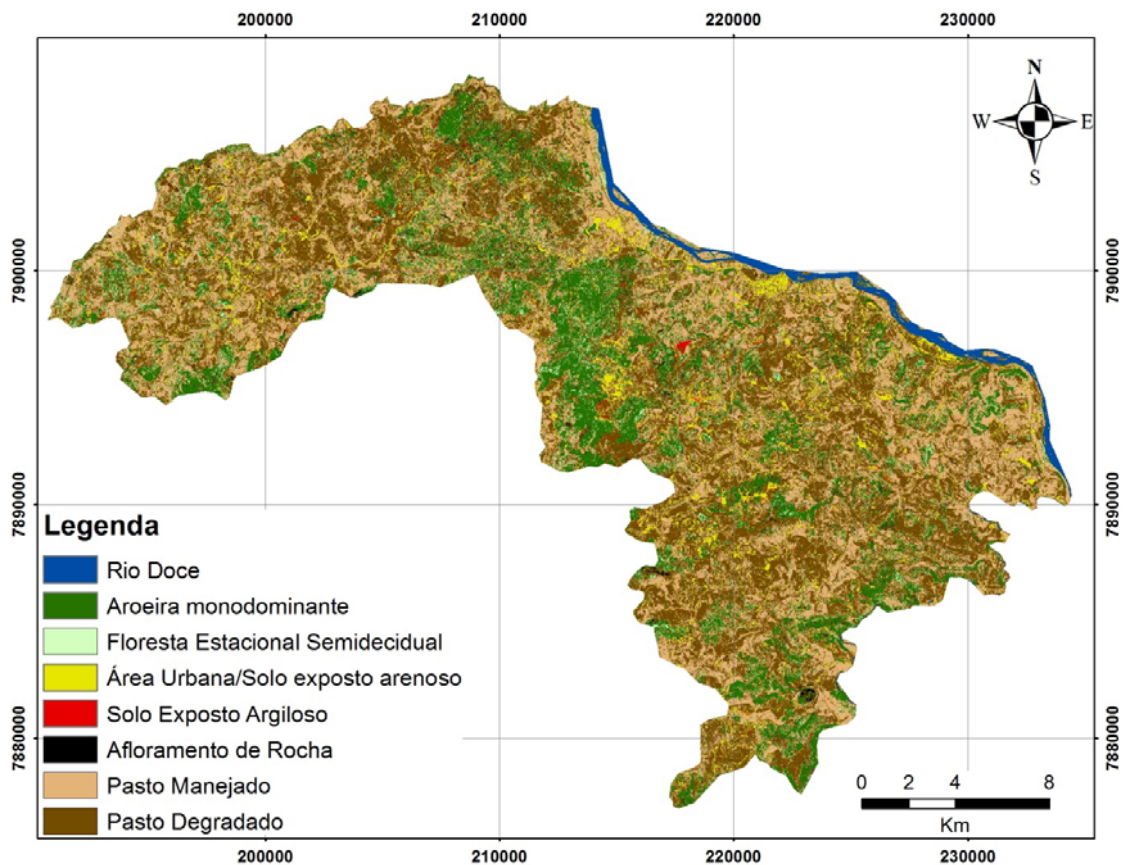 200000 210000 220000 230000
N
W E
S
7900000 7900000
7890000 7890000
Legenda
Rio Doce
Aroeira monodominante
Floresta Estacional Semidecidual
Área Urbana/Solo exposto arenoso
Solo Exposto Argiloso
Afloramento de Rocha
Pasto Manejado
Pasto Degradado
7880000 7880000
0 2 4 8
Km
200000 210000 220000 230000